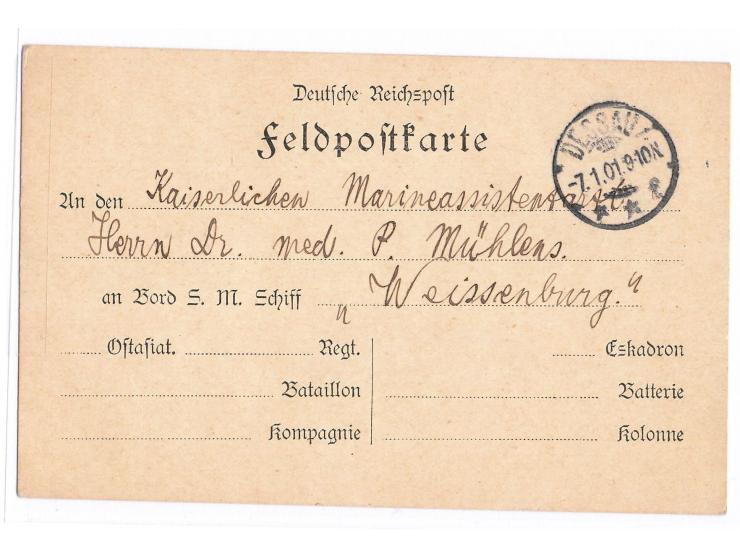 Deutsche Reichspost
Feldpostkarte
DESSAU 1
-7.1.01.9-10N
* * f
An den Kaiserlichen Marineassistenzarzt
Herrn Dr. med. P. Mühlens.
an Bord S. M. Schiff „Weissenburg."
Ostasiat. Regt. Eskadron
Bataillon Batterie
Kompagnie Kolonne